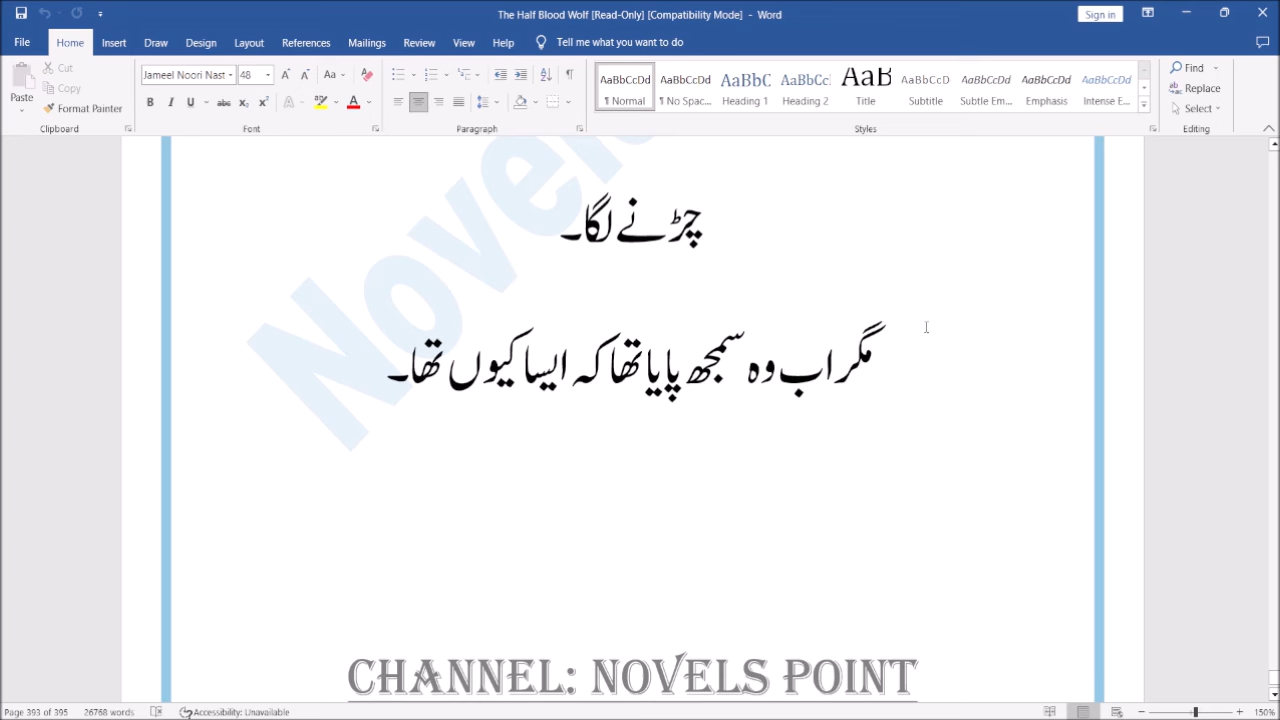 The Half Blood Wolf [Read-Only] [Compatibility Mode] - Word
Sign in
File Home Insert Draw Design Layout References Mailings Review View Help Tell me what you want to do
Paste
Cut
Copy
Format Painter
Clipboard
Jameel Noori Nast 48
Font
Paragraph
AaBbCcDd AaBbCcDd AaBbC AaBbCc AaB AaBbCcD AaBbCcDd AaBbCcDd AaBbCcDd
¶ Normal ¶ No Spac... Heading 1 Heading 2 Title Subtitle Subtle Em... Emphasis Intense E...
Styles
Find
Replace
Select
Editing
Novels
چڑنے لگا۔
مگر اب وہ سمجھ پایا تھا کہ ایسا کیوں تھا۔
CHANNEL: NOVELS POINT
Page 393 of 395 26768 words Accessibility: Unavailable 150%